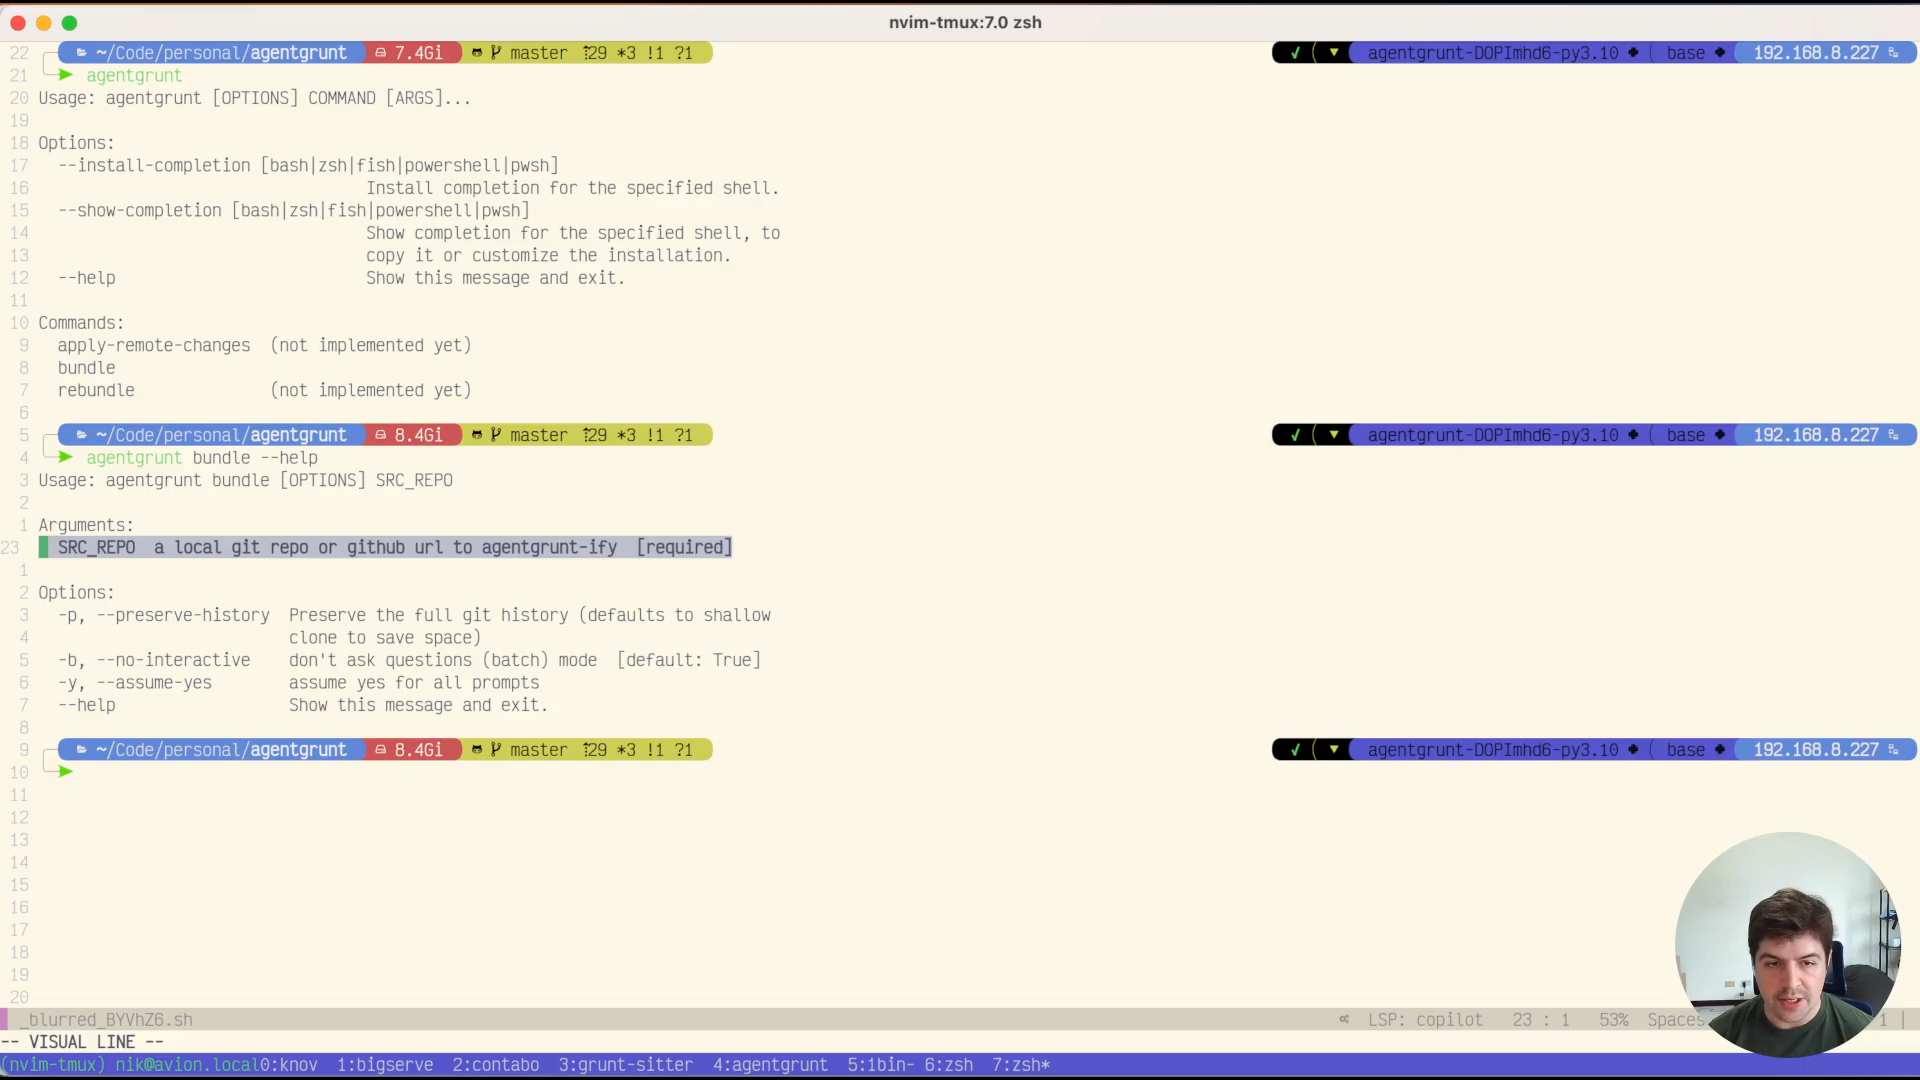 nvim-tmux:7.0 zsh
22 ~/Code/personal/agentgrunt 7.4Gi master ⇡29 *3 !1 ?1 ✓ ▼ agentgrunt-DOPImhd6-py3.10 base 192.168.8.227
21 agentgrunt
20 Usage: agentgrunt [OPTIONS] COMMAND [ARGS]...
19
18 Options:
17 --install-completion [bash|zsh|fish|powershell|pwsh]
16 Install completion for the specified shell.
15 --show-completion [bash|zsh|fish|powershell|pwsh]
14 Show completion for the specified shell, to
13 copy it or customize the installation.
12 --help Show this message and exit.
11
10 Commands:
9 apply-remote-changes (not implemented yet)
8 bundle
7 rebundle (not implemented yet)
6
5 ~/Code/personal/agentgrunt 8.4Gi master ⇡29 *3 !1 ?1 ✓ ▼ agentgrunt-DOPImhd6-py3.10 base 192.168.8.227
4 agentgrunt bundle --help
3 Usage: agentgrunt bundle [OPTIONS] SRC_REPO
2
1 Arguments:
23 SRC_REPO a local git repo or github url to agentgrunt-ify [required]
1
2 Options:
3 -p, --preserve-history Preserve the full git history (defaults to shallow
4 clone to save space)
5 -b, --no-interactive don't ask questions (batch) mode [default: True]
6 -y, --assume-yes assume yes for all prompts
7 --help Show this message and exit.
8
9 ~/Code/personal/agentgrunt 8.4Gi master ⇡29 *3 !1 ?1 ✓ ▼ agentgrunt-DOPImhd6-py3.10 base 192.168.8.227
10
11
12
13
14
15
16
17
18
19
20
_blurred_BYVhZ6.sh LSP: copilot 23 : 1 53% Spaces 1 |
-- VISUAL LINE --
(nvim-tmux) nik@avion.local0:knov 1:bigserve 2:contabo 3:grunt-sitter 4:agentgrunt 5:1bin- 6:zsh 7:zsh*